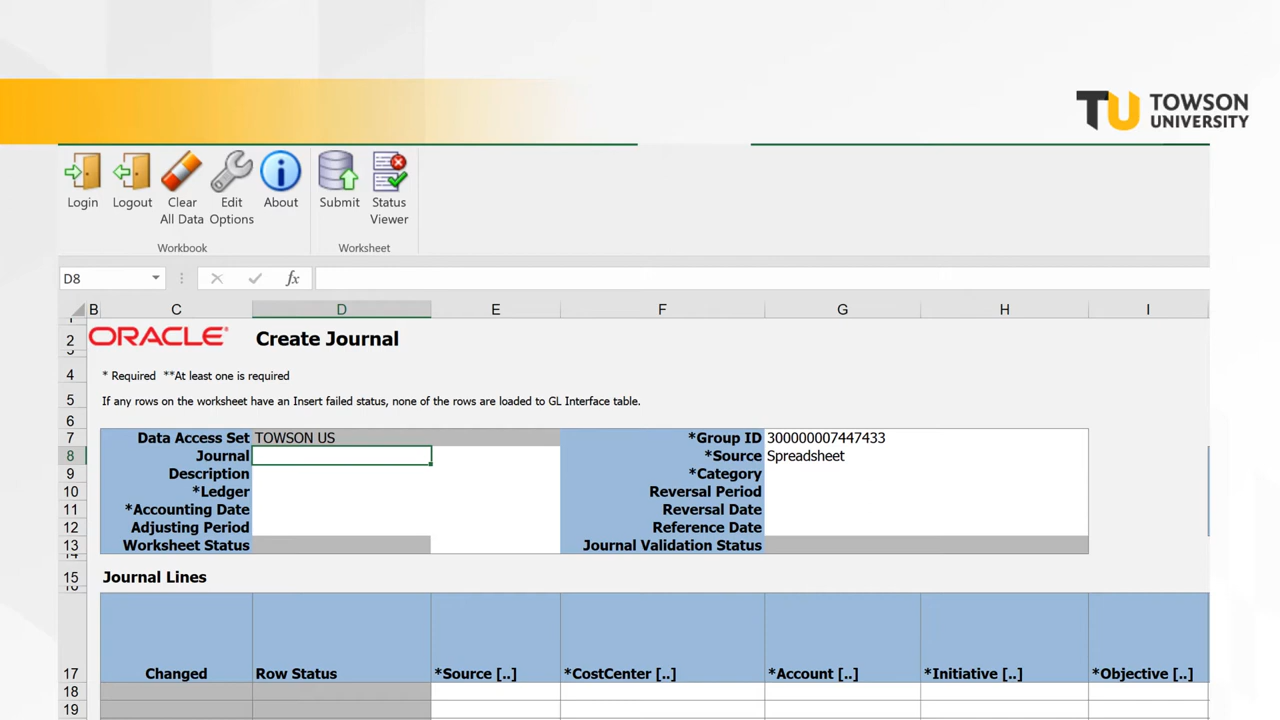 TU TOWSON
UNIVERSITY
Login Logout Clear All Data Edit Options About Submit Status Viewer
Workbook Worksheet
D8 fx
B C D E F G H I
2 ORACLE Create Journal
4 * Required **At least one is required
5 If any rows on the worksheet have an Insert failed status, none of the rows are loaded to GL Interface table.
6
7 Data Access Set TOWSON US *Group ID 300000007447433
8 Journal *Source Spreadsheet
9 Description *Category
10 *Ledger Reversal Period
11 *Accounting Date Reversal Date
12 Adjusting Period Reference Date
13 Worksheet Status Journal Validation Status
15 Journal Lines
17 Changed Row Status *Source [..] *CostCenter [..] *Account [..] *Initiative [..] *Objective [..]
18
19